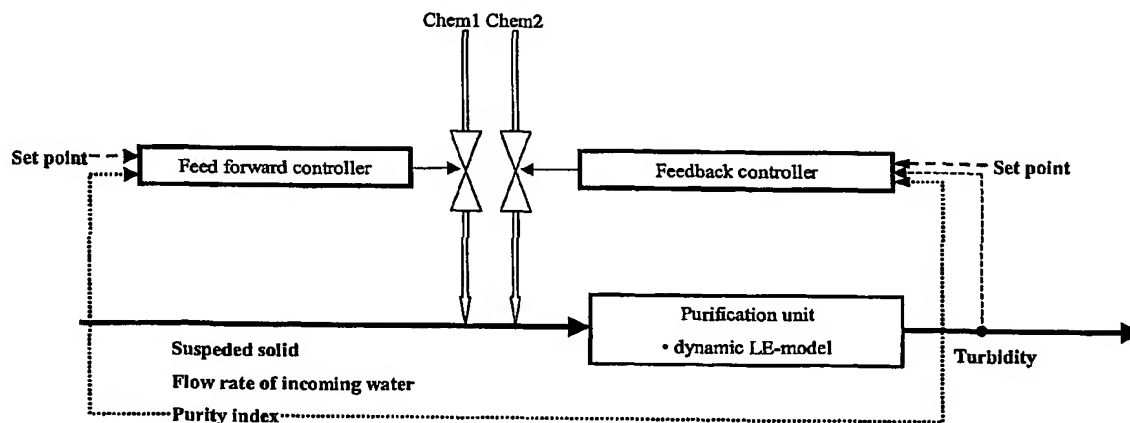 Chem1 Chem2
Set point
Feed forward controller
Feedback controller
Set point
Purification unit
• dynamic LE-model
Suspeded solid
Turbidity
Flow rate of incoming water
Purity index